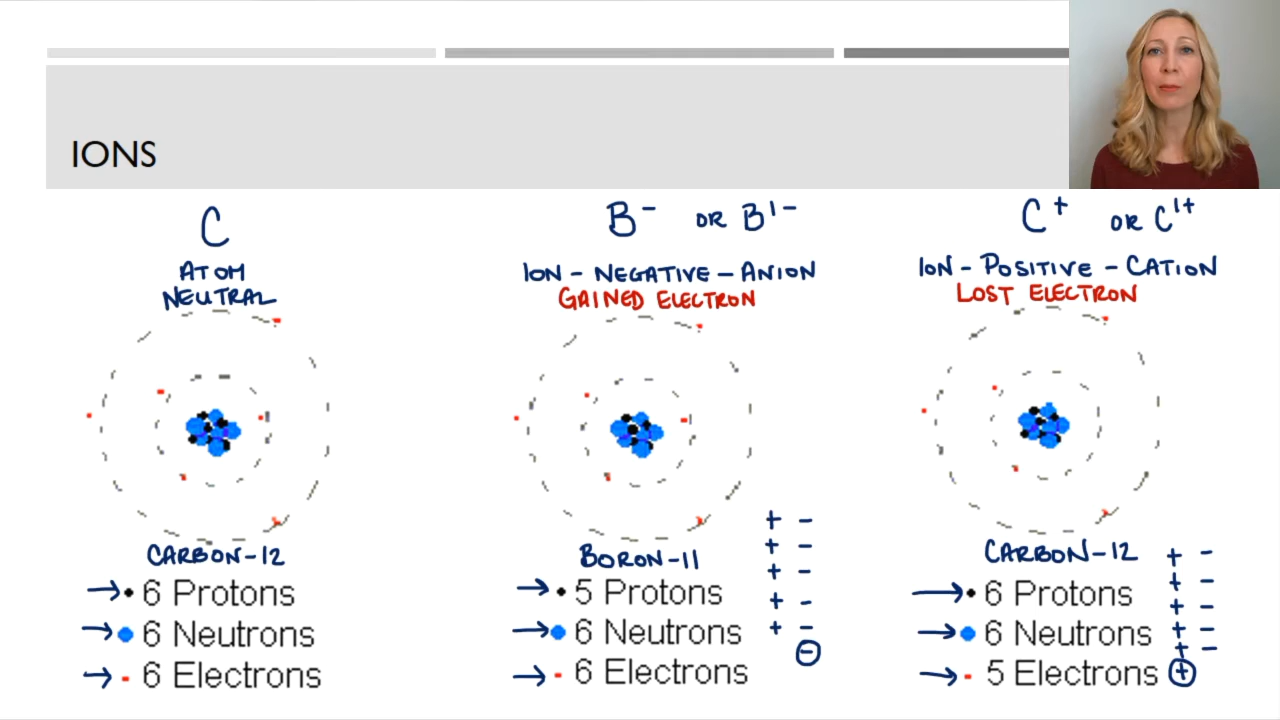 IONS
C
ATOM
NEUTRAL
CARBON-12
→ • 6 Protons
→ 6 Neutrons
→ - 6 Electrons
B⁻ OR B¹⁻
ION - NEGATIVE - ANION
GAINED ELECTRON
BORON-11
→ • 5 Protons
→ 6 Neutrons
→ - 6 Electrons
+ -
+ -
+ -
+ -
+ -
⊖
C⁺ OR C¹⁺
ION - POSITIVE - CATION
LOST ELECTRON
CARBON-12
→ • 6 Protons
→ 6 Neutrons
→ - 5 Electrons
+ -
+ -
+ -
+ -
+ -
⊕